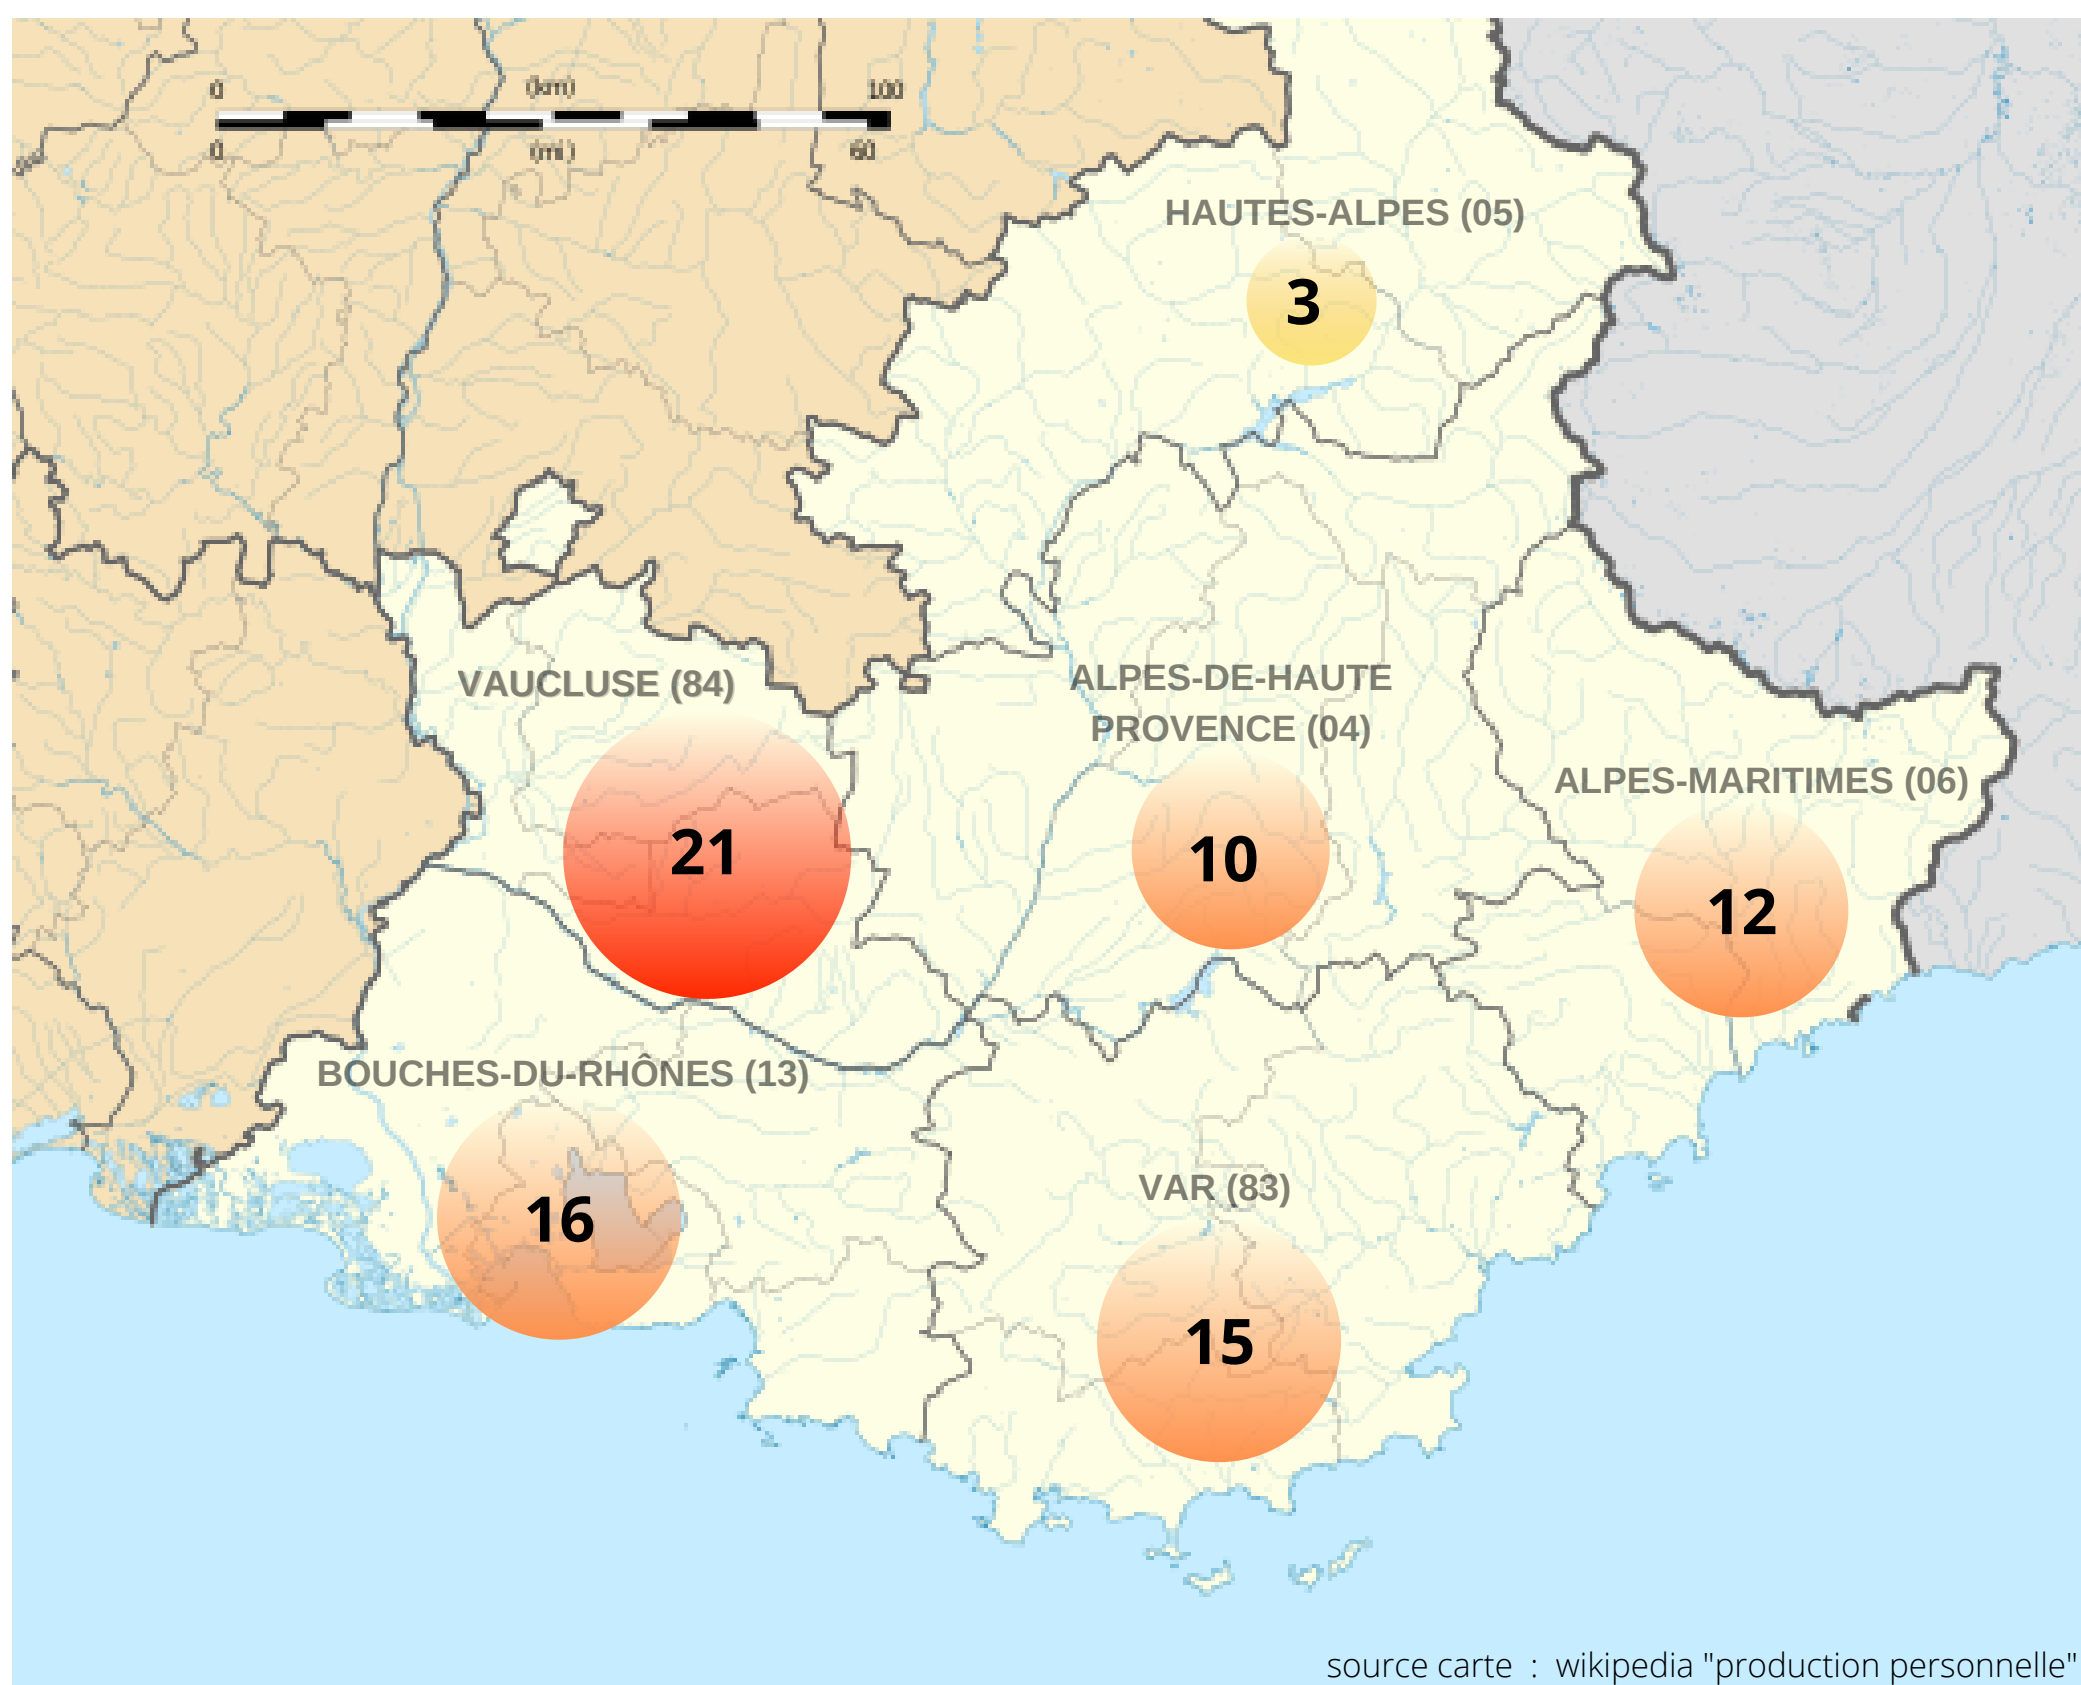 0 (km) 100
0 (mi) 60
HAUTES-ALPES (05)
3
VAUCLUSE (84)
21
ALPES-DE-HAUTE
PROVENCE (04)
10
ALPES-MARITIMES (06)
12
BOUCHES-DU-RHÔNES (13)
16
VAR (83)
15
source carte : wikipedia "production personnelle"